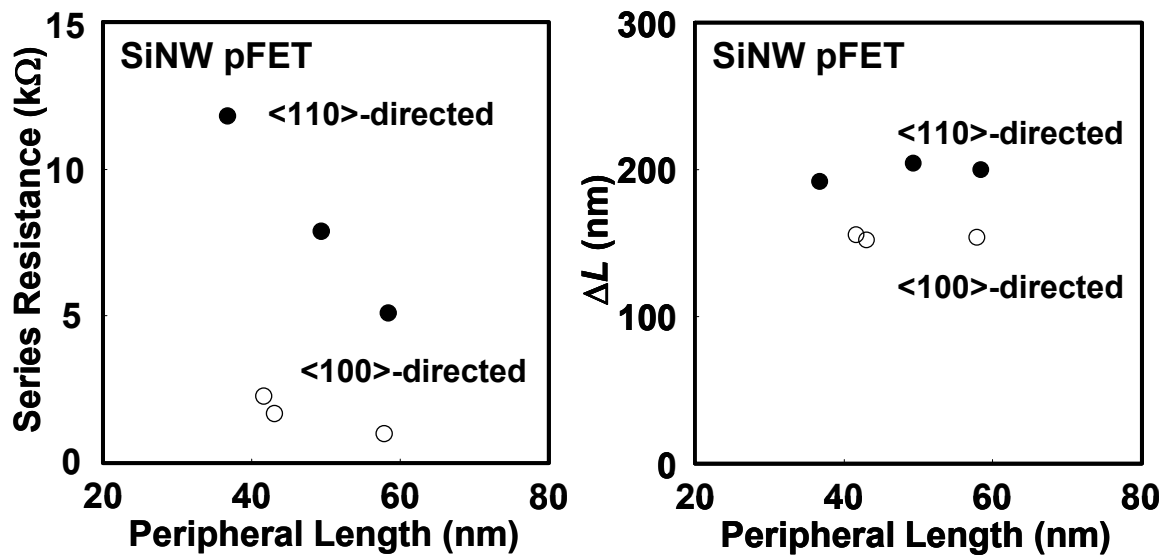 SiNW pFET
<110>-directed
<100>-directed
Series Resistance (kΩ)
15
10
5
0
20 40 60 80
Peripheral Length (nm)
SiNW pFET
<110>-directed
<100>-directed
ΔL (nm)
300
200
100
0
20 40 60 80
Peripheral Length (nm)